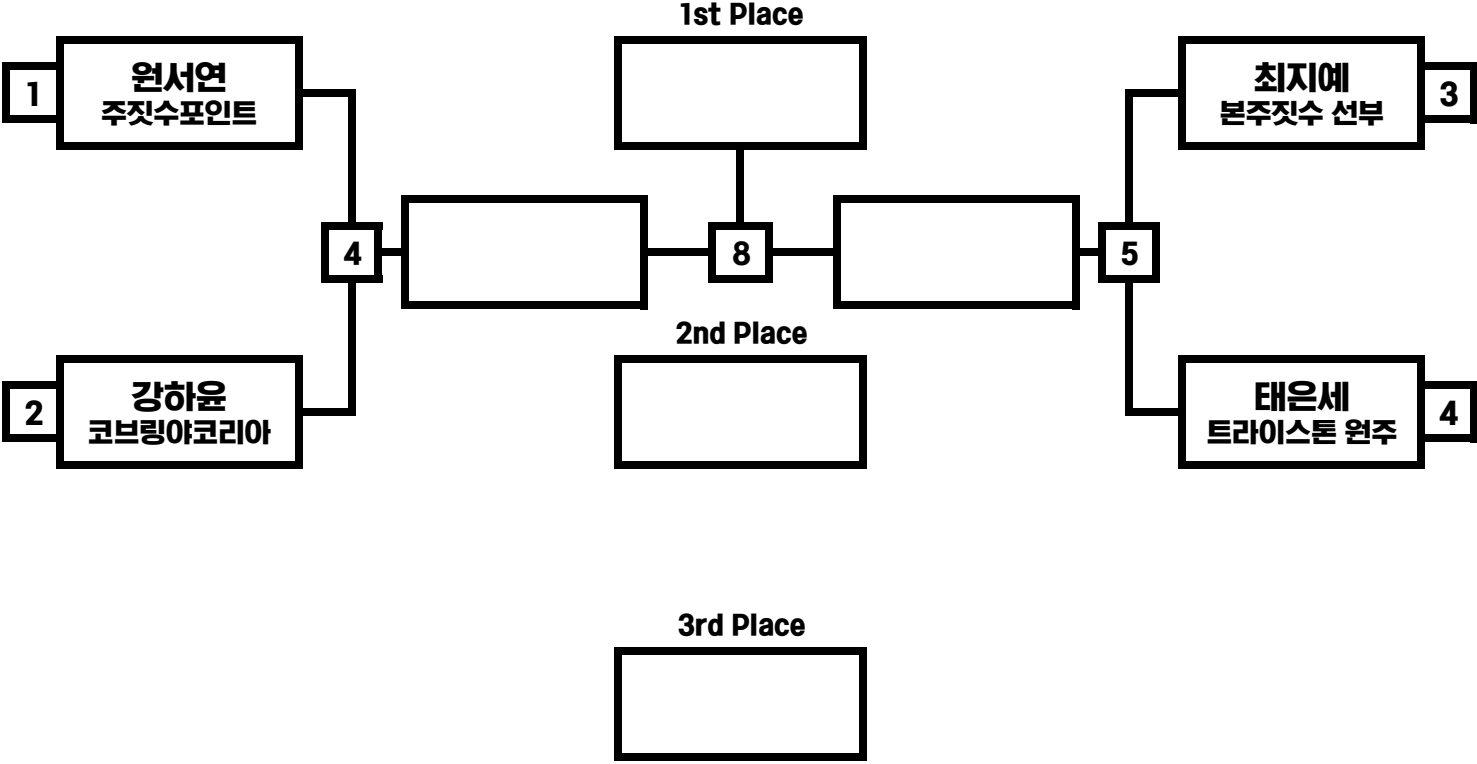 1st Place
1
원서연
주짓수포인트
최지예
본주짓수 선부
3
4
8
5
2nd Place
2
강하윤
코브링야코리아
태은세
트라이스톤 원주
4
3rd Place